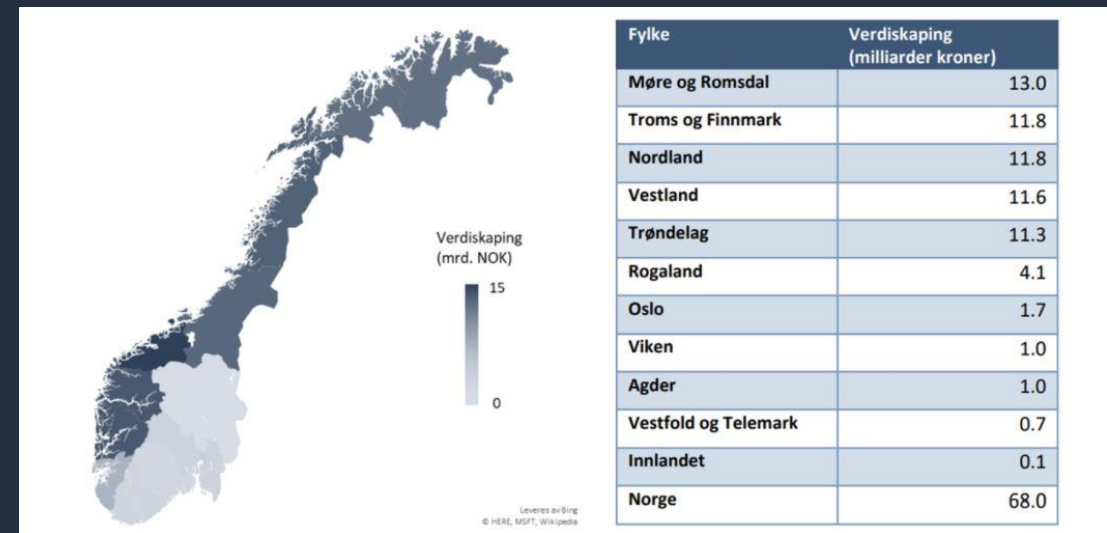 Verdiskaping
(mrd. NOK)
15
0
Leveres av Bing
© HERE, MSFT, Wikipedia
Fylke Verdiskaping
(milliarder kroner)
Møre og Romsdal 13.0
Troms og Finnmark 11.8
Nordland 11.8
Vestland 11.6
Trøndelag 11.3
Rogaland 4.1
Oslo 1.7
Viken 1.0
Agder 1.0
Vestfold og Telemark 0.7
Innlandet 0.1
Norge 68.0